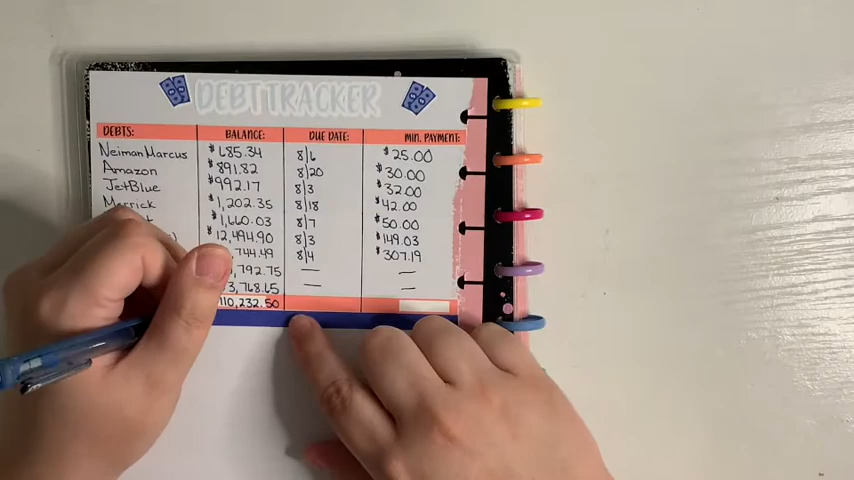 DEBT TRACKER
DEBTS: BALANCE: DUE DATE: MIN. PAYMENT:
Neiman Marcus $685.34 8/6 $25.00
Amazon $891.82 8/20 $30.00
JetBlue $992.17 8/3 $32.00
Merrick $1,202.35 8/18 $42.00
$1,660.03 8/7 $50.00
$12,494.90 8/3 $149.03
744.49 8/4 $307.19
,792.75 — —
3,768.65 — —
110,232.50